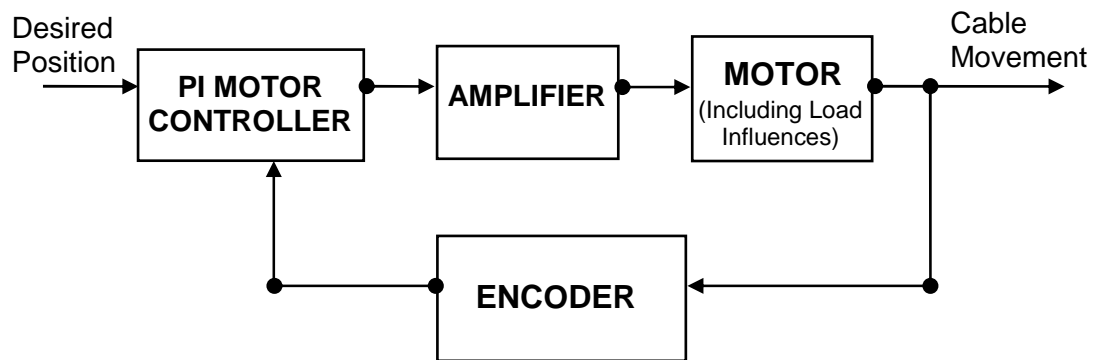 Desired
Position
PI MOTOR
CONTROLLER
AMPLIFIER
MOTOR
(Including Load
Influences)
Cable
Movement
ENCODER